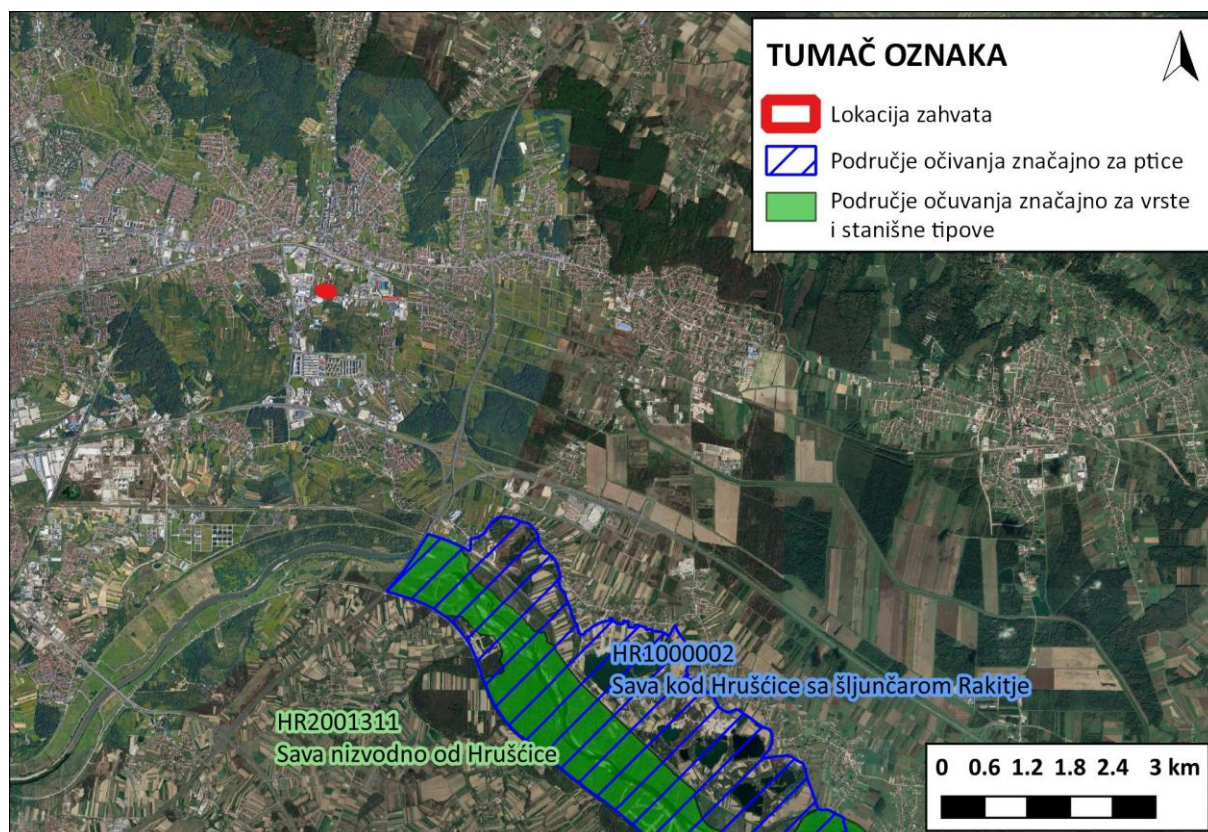 TUMAČ OZNAKA
Lokacija zahvata
Područje očivanja značajno za ptice
Područje očuvanja značajno za vrste
i stanišne tipove
HR1000002
Sava kod Hrušćice sa šljunčarom Rakitje
HR2001311
Sava nizvodno od Hrušćice
0 0.6 1.2 1.8 2.4 3 km